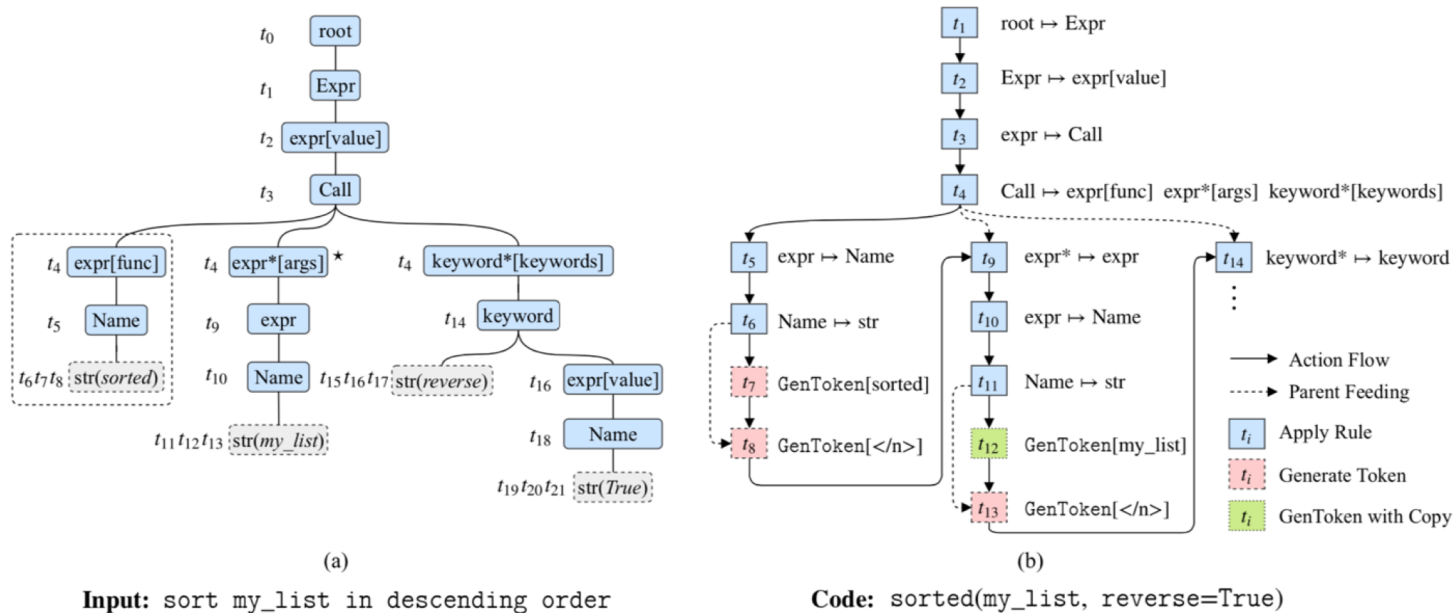 t0 root
t1 Expr
t2 expr[value]
t3 Call
t4 expr[func] t4 expr*[args] ★ t4 keyword*[keywords]
t5 Name t9 expr t14 keyword
t6 t7 t8 str(sorted) t10 Name t15 t16 t17 str(reverse) t16 expr[value]
t11 t12 t13 str(my_list) t18 Name
t19 t20 t21 str(True)
(a)
Input: sort my_list in descending order
t1 root ↦ Expr
t2 Expr ↦ expr[value]
t3 expr ↦ Call
t4 Call ↦ expr[func] expr*[args] keyword*[keywords]
t5 expr ↦ Name t9 expr* ↦ expr t14 keyword* ↦ keyword
t6 Name ↦ str t10 expr ↦ Name
t7 GenToken[sorted] t11 Name ↦ str
t8 GenToken[</n>] t12 GenToken[my_list]
t13 GenToken[</n>]
Action Flow
Parent Feeding
ti Apply Rule
ti Generate Token
ti GenToken with Copy
(b)
Code: sorted(my_list, reverse=True)